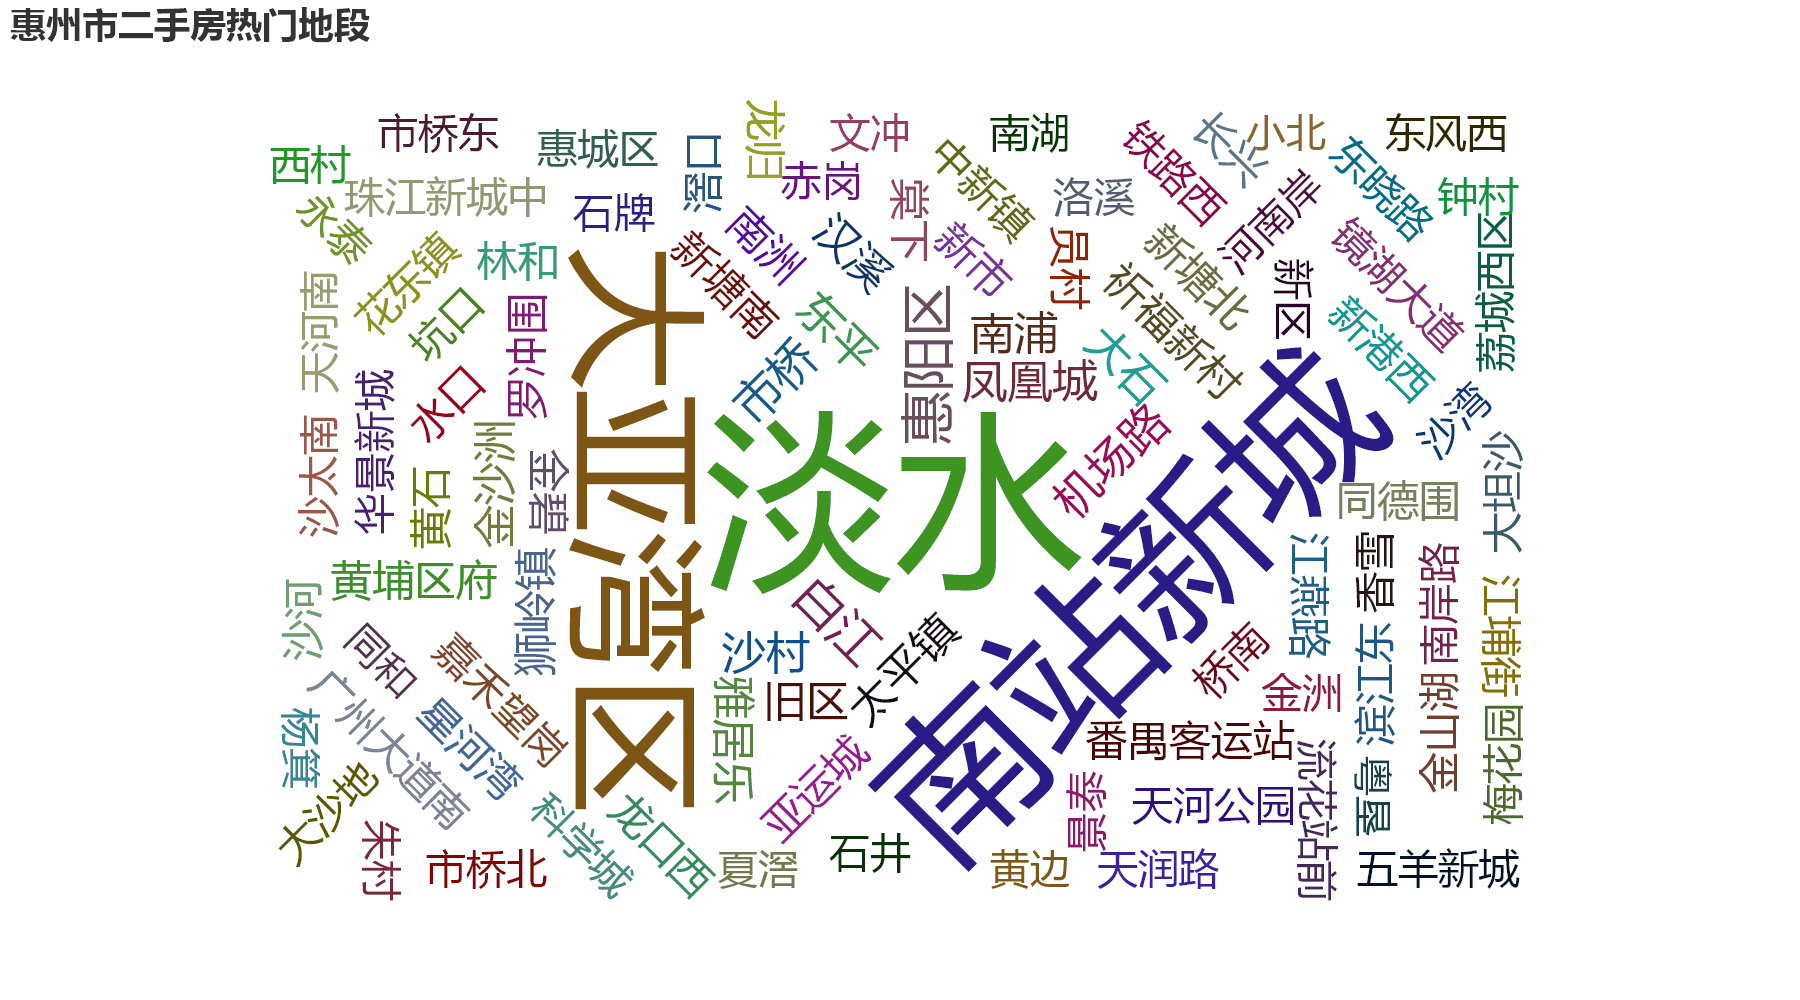 惠州市二手房热门地段
西村
市桥东
惠城区
滘口
龙归
文冲
南湖
铁路西
长兴
小北
东风西
永泰
珠江新城中
石牌
赤岗
棠下
中新镇
洛溪
河南岸
东晓路
钟村
花东镇
林和
大亚湾区
新塘南
南洲
汉溪
新市
员村
新塘北
新区
镜湖大道
荔城西区
天河南
坑口
罗冲围
东平
惠阳区
南浦
祈福新村
新港西
华景新城
水口
市桥
凤凰城
大石
沙湾
沙太南
黄石
金沙洲
金碧
淡水
机场路
南站新城
同德围
大坦沙
沙河
黄埔区府
狮岭镇
白江
江燕路
香雪
南岸路
江埔街
同和
嘉禾望岗
沙村
太平镇
桥南
滨江东
杨箕
广州大道南
星河湾
雅居乐
旧区
番禺客运站
金洲
金山湖
梅花园
大沙地
科学城
龙口西
亚运城
景泰
天河公园
流花站前
粤垦
朱村
市桥北
夏滘
石井
黄边
天润路
五羊新城